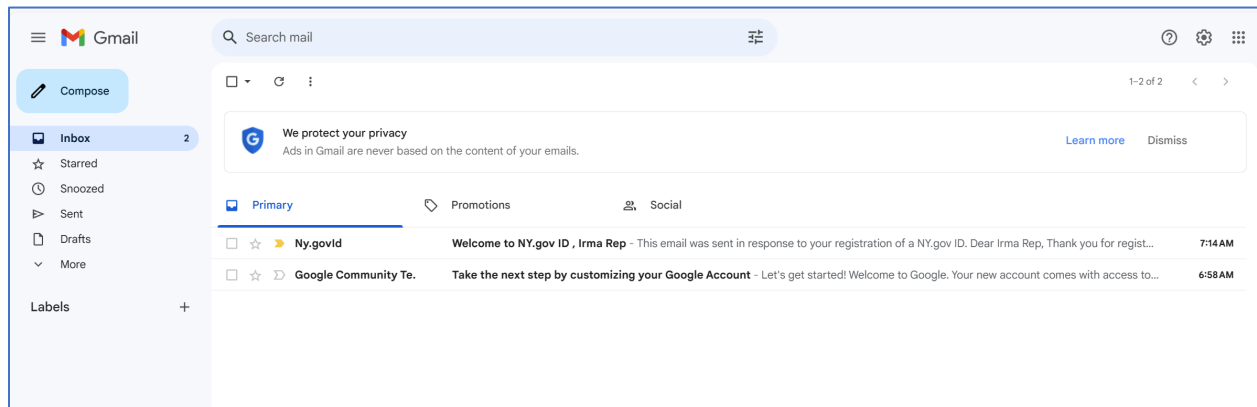 Gmail
Search mail
Compose
1–2 of 2
Inbox 2
Starred
Snoozed
Sent
Drafts
More
Labels
G
We protect your privacy
Ads in Gmail are never based on the content of your emails.
Learn more Dismiss
Primary Promotions Social
Ny.govId Welcome to NY.gov ID , Irma Rep - This email was sent in response to your registration of a NY.gov ID. Dear Irma Rep, Thank you for regist... 7:14 AM
Google Community Te. Take the next step by customizing your Google Account - Let's get started! Welcome to Google. Your new account comes with access to... 6:58 AM